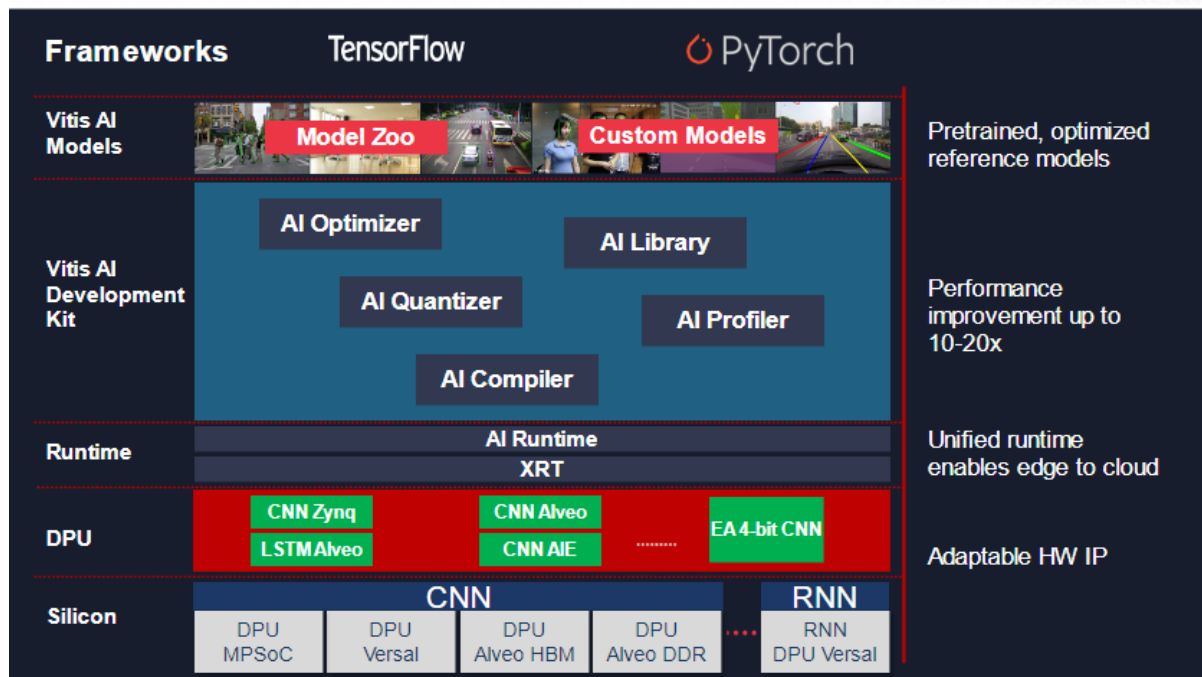 Frameworks
TensorFlow
PyTorch
Vitis AI
Models
Model Zoo
Custom Models
Pretrained, optimized
reference models
Vitis AI
Development
Kit
AI Optimizer
AI Library
AI Quantizer
AI Profiler
AI Compiler
Performance
improvement up to
10-20x
Runtime
AI Runtime
XRT
Unified runtime
enables edge to cloud
DPU
CNN Zynq
CNN Alveo
LSTM Alveo
CNN AIE
.........
EA 4-bit CNN
Adaptable HW IP
Silicon
CNN
RNN
DPU
MPSoC
DPU
Versal
DPU
Alveo HBM
DPU
Alveo DDR
....
RNN
DPU Versal